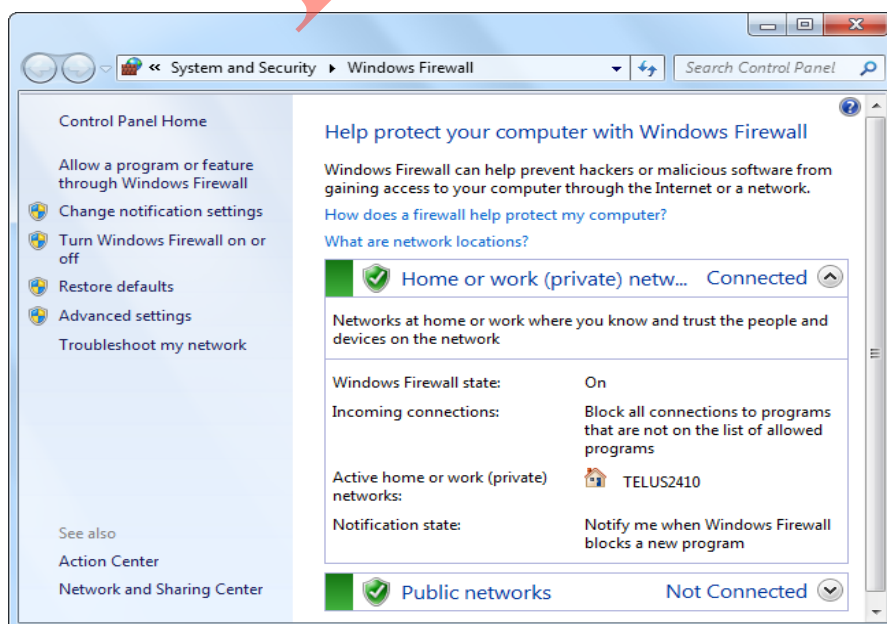 « System and Security ▸ Windows Firewall
Search Control Panel
Control Panel Home
Allow a program or feature
through Windows Firewall
Change notification settings
Turn Windows Firewall on or
off
Restore defaults
Advanced settings
Troubleshoot my network
See also
Action Center
Network and Sharing Center
Help protect your computer with Windows Firewall
Windows Firewall can help prevent hackers or malicious software from
gaining access to your computer through the Internet or a network.
How does a firewall help protect my computer?
What are network locations?
Home or work (private) netw... Connected
Networks at home or work where you know and trust the people and
devices on the network
Windows Firewall state: On
Incoming connections: Block all connections to programs
that are not on the list of allowed
programs
Active home or work (private)
networks:
TELUS2410
Notification state: Notify me when Windows Firewall
blocks a new program
Public networks Not Connected